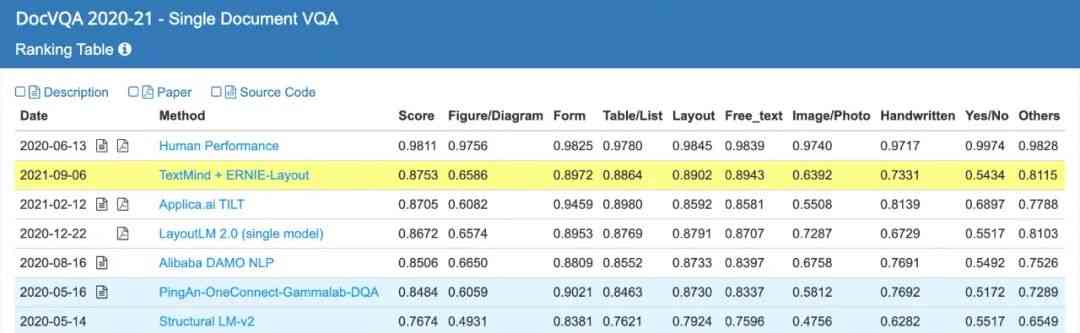 DocVQA 2020-21 - Single Document VQA
Ranking Table
Description Paper Source Code
Date Method Score Figure/Diagram Form Table/List Layout Free_text Image/Photo Handwritten Yes/No Others
2020-06-13 Human Performance 0.9811 0.9756 0.9825 0.9780 0.9845 0.9839 0.9740 0.9717 0.9974 0.9828
2021-09-06 TextMind + ERNIE-Layout 0.8753 0.6586 0.8972 0.8864 0.8902 0.8943 0.6392 0.7331 0.5434 0.8115
2021-02-12 Applica.ai TILT 0.8705 0.6082 0.9459 0.8980 0.8592 0.8581 0.5508 0.8139 0.6897 0.7788
2020-12-22 LayoutLM 2.0 (single model) 0.8672 0.6574 0.8953 0.8769 0.8791 0.8707 0.7287 0.6729 0.5517 0.8103
2020-08-16 Alibaba DAMO NLP 0.8506 0.6650 0.8809 0.8552 0.8733 0.8397 0.6758 0.7691 0.5492 0.7526
2020-05-16 PingAn-OneConnect-Gammalab-DQA 0.8484 0.6059 0.9021 0.8463 0.8730 0.8337 0.5812 0.7692 0.5172 0.7289
2020-05-14 Structural LM-v2 0.7674 0.4931 0.8381 0.7621 0.7924 0.7596 0.4756 0.6282 0.5517 0.6549